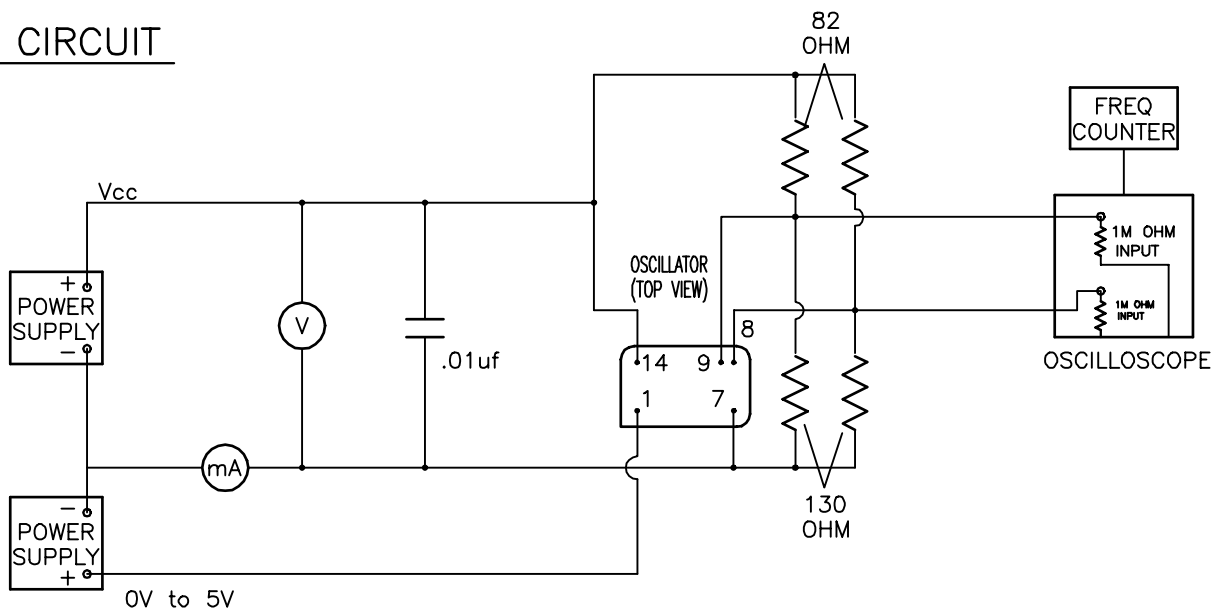 CIRCUIT
82
OHM
FREQ
COUNTER
Vcc
1M OHM
INPUT
OSCILLATOR
(TOP VIEW)
+
POWER
SUPPLY
−
V
.01uf
8
1M OHM
INPUT
OSCILLOSCOPE
14
9
1
7
mA
130
OHM
−
POWER
SUPPLY
+
0V to 5V